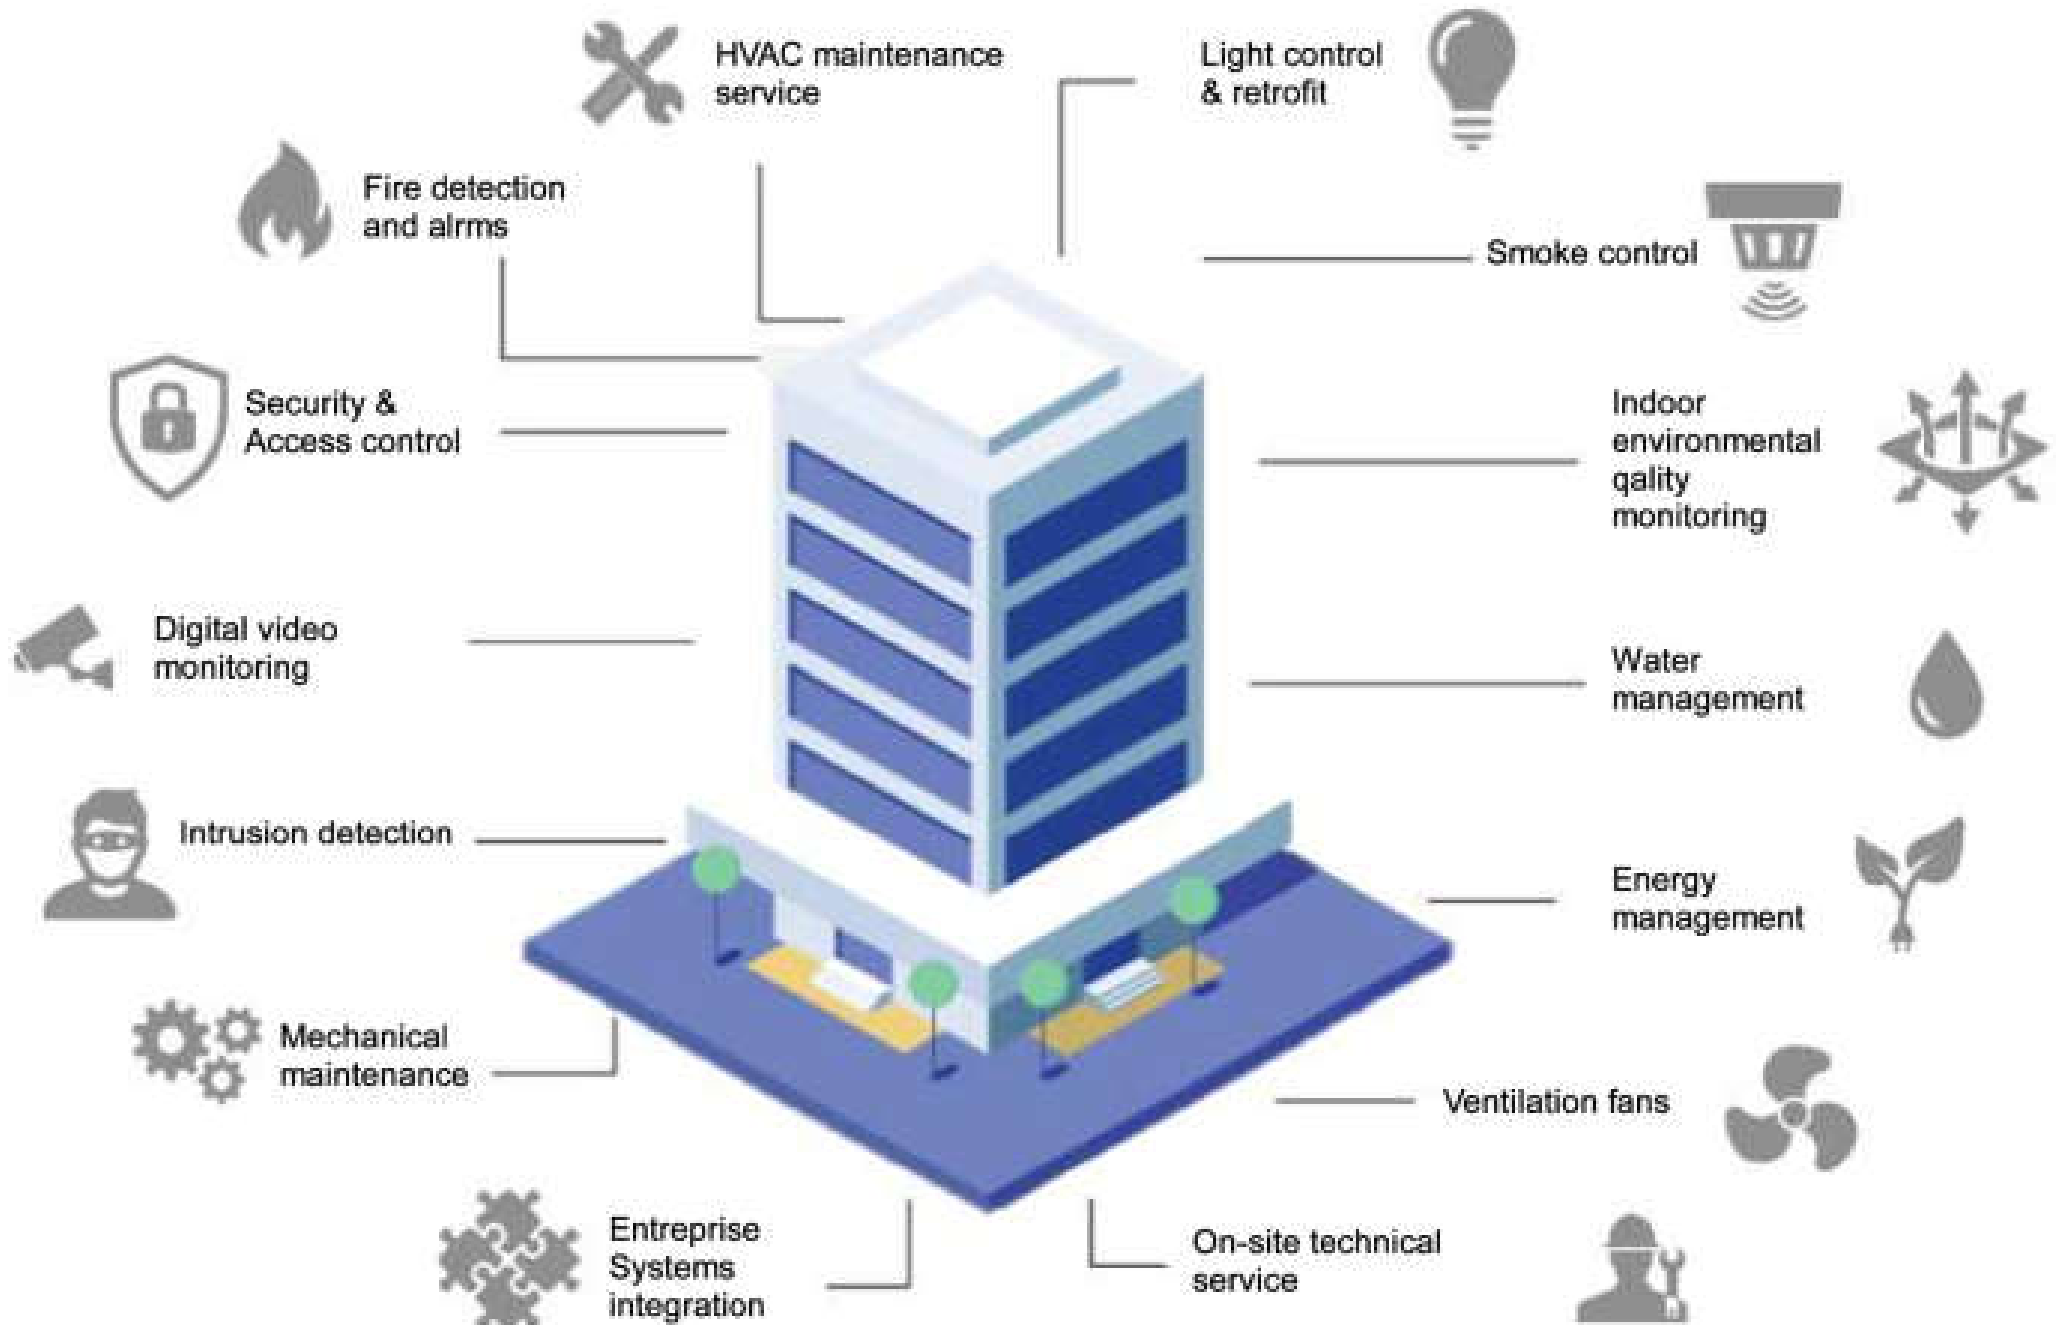 HVAC maintenance
service
Light control
& retrofit
Fire detection
and alrms
Smoke control
Security &
Access control
Indoor
environmental
qality
monitoring
Digital video
monitoring
Water
management
Intrusion detection
Energy
management
Mechanical
maintenance
Ventilation fans
Entreprise
Systems
integration
On-site technical
service